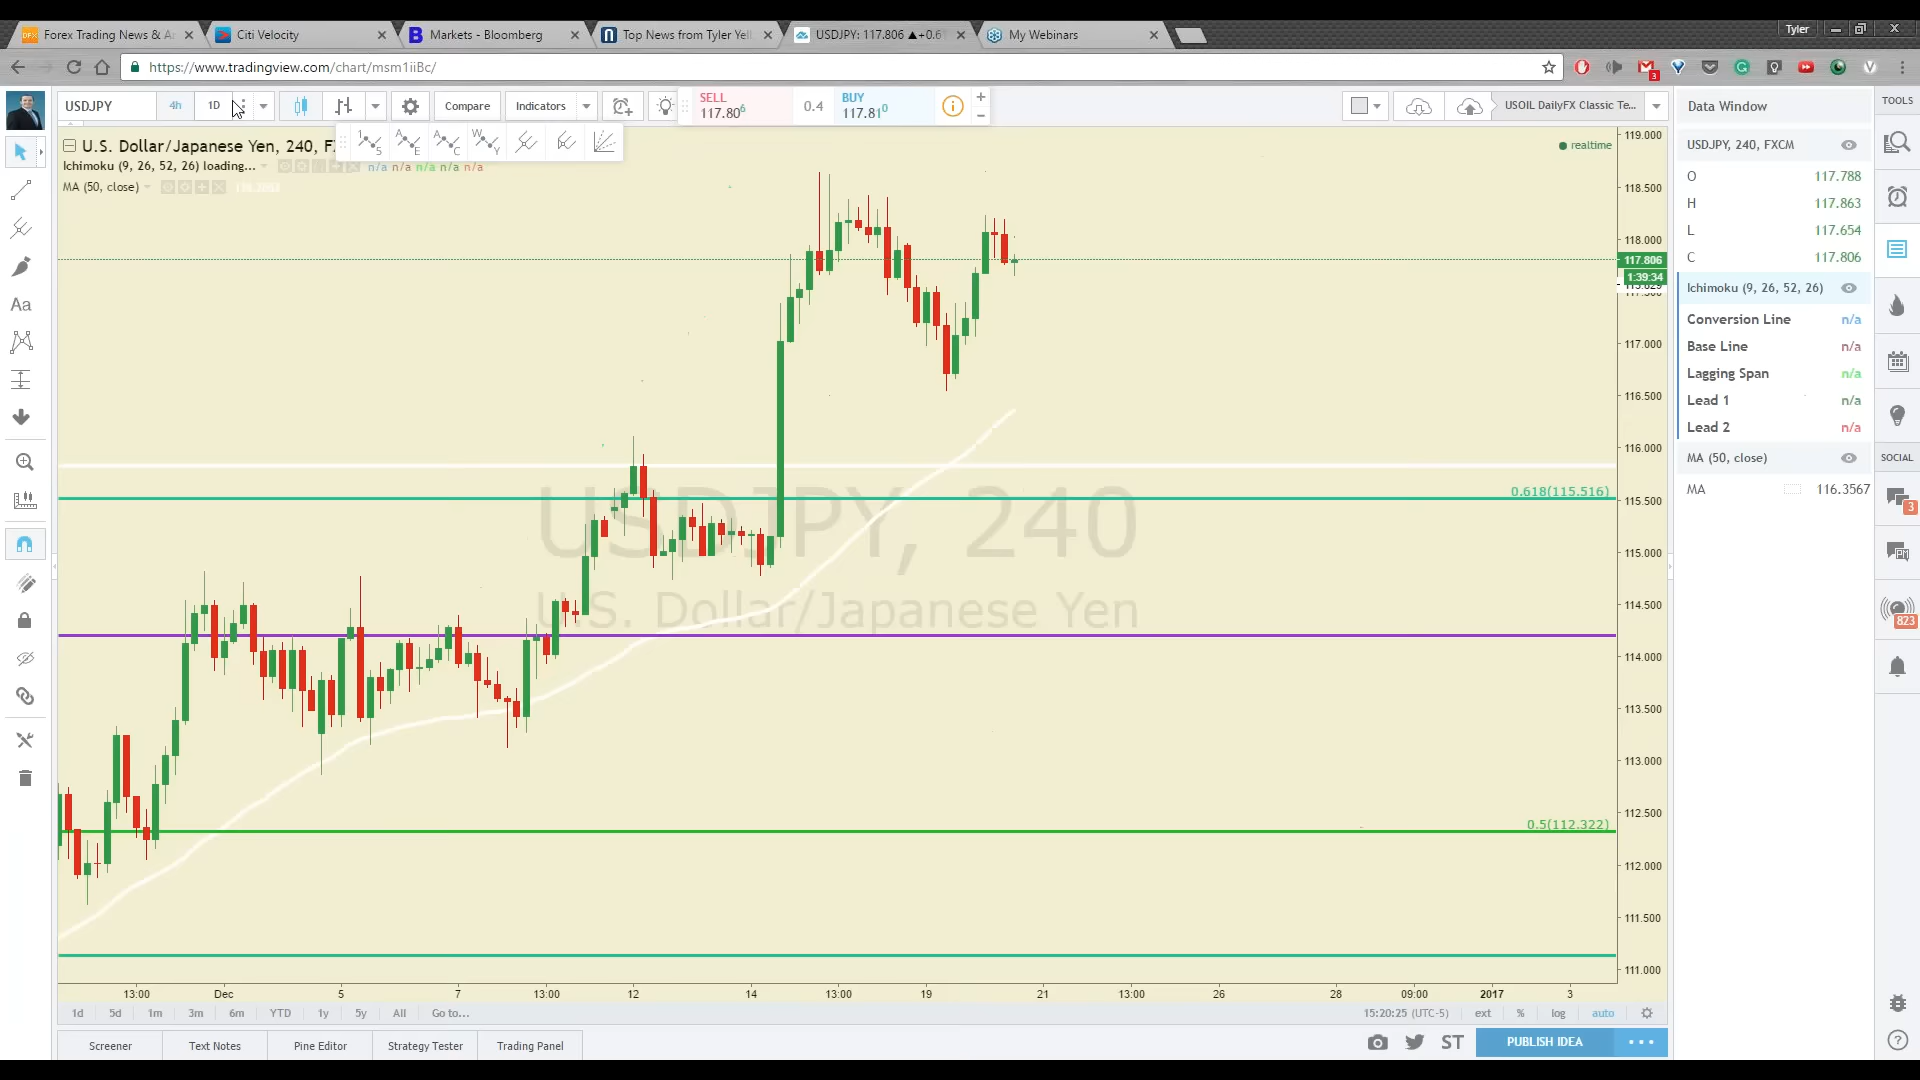 Tyler
Forex Trading News & A
Citi Velocity
Markets - Bloomberg
Top News from Tyler Yell
USDJPY: 117.806 ▲+0.6
My Webinars
https://www.tradingview.com/chart/msm1iiBc/
3
USDJPY
4h
1D
Compare
Indicators
SELL
117.806
0.4
BUY
117.810
USOIL DailyFX Classic Te...
Data Window
TOOLS
U.S. Dollar/Japanese Yen, 240, F
Ichimoku (9, 26, 52, 26) loading...
n/a n/a n/a n/a n/a
MA (50, close)
realtime
USDJPY, 240, FXCM
O 117.788
H 117.863
L 117.654
C 117.806
Ichimoku (9, 26, 52, 26)
Conversion Line n/a
Base Line n/a
Lagging Span n/a
Lead 1 n/a
Lead 2 n/a
MA (50, close)
MA 116.3567
SOCIAL
3
823
Aa
119.000
118.500
118.000
117.806
1:39:34
117.000
116.500
116.000
115.500
115.000
114.500
114.000
113.500
113.000
112.500
112.000
111.500
111.000
0.618(115.516)
0.5(112.322)
USDJPY, 240
U.S. Dollar/Japanese Yen
13:00 Dec 5 7 13:00 12 14 13:00 19 21 13:00 26 28 09:00 2017 3
1d 5d 1m 3m 6m YTD 1y 5y All Go to...
15:20:25 (UTC-5) ext % log auto
Screener
Text Notes
Pine Editor
Strategy Tester
Trading Panel
ST
PUBLISH IDEA